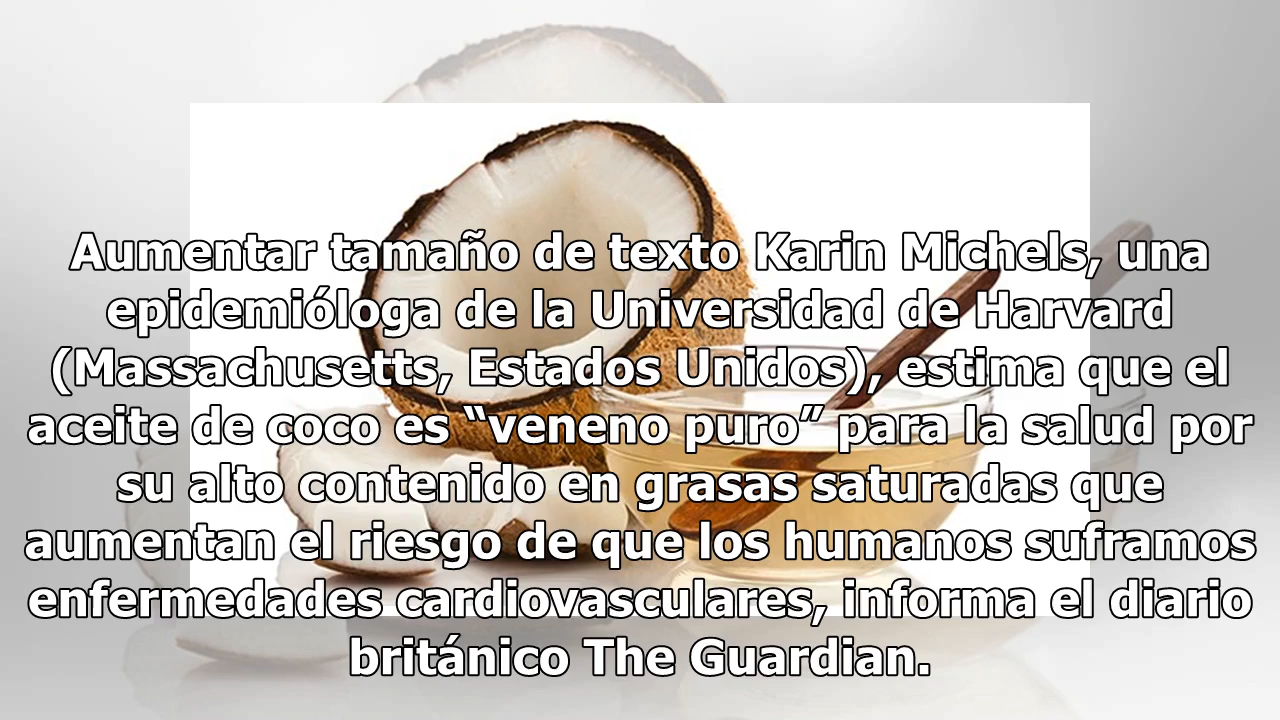 Aumentar tamaño de texto Karin Michels, una
epidemióloga de la Universidad de Harvard
(Massachusetts, Estados Unidos), estima que el
aceite de coco es “veneno puro” para la salud por
su alto contenido en grasas saturadas que
aumentan el riesgo de que los humanos suframos
enfermedades cardiovasculares, informa el diario
británico The Guardian.